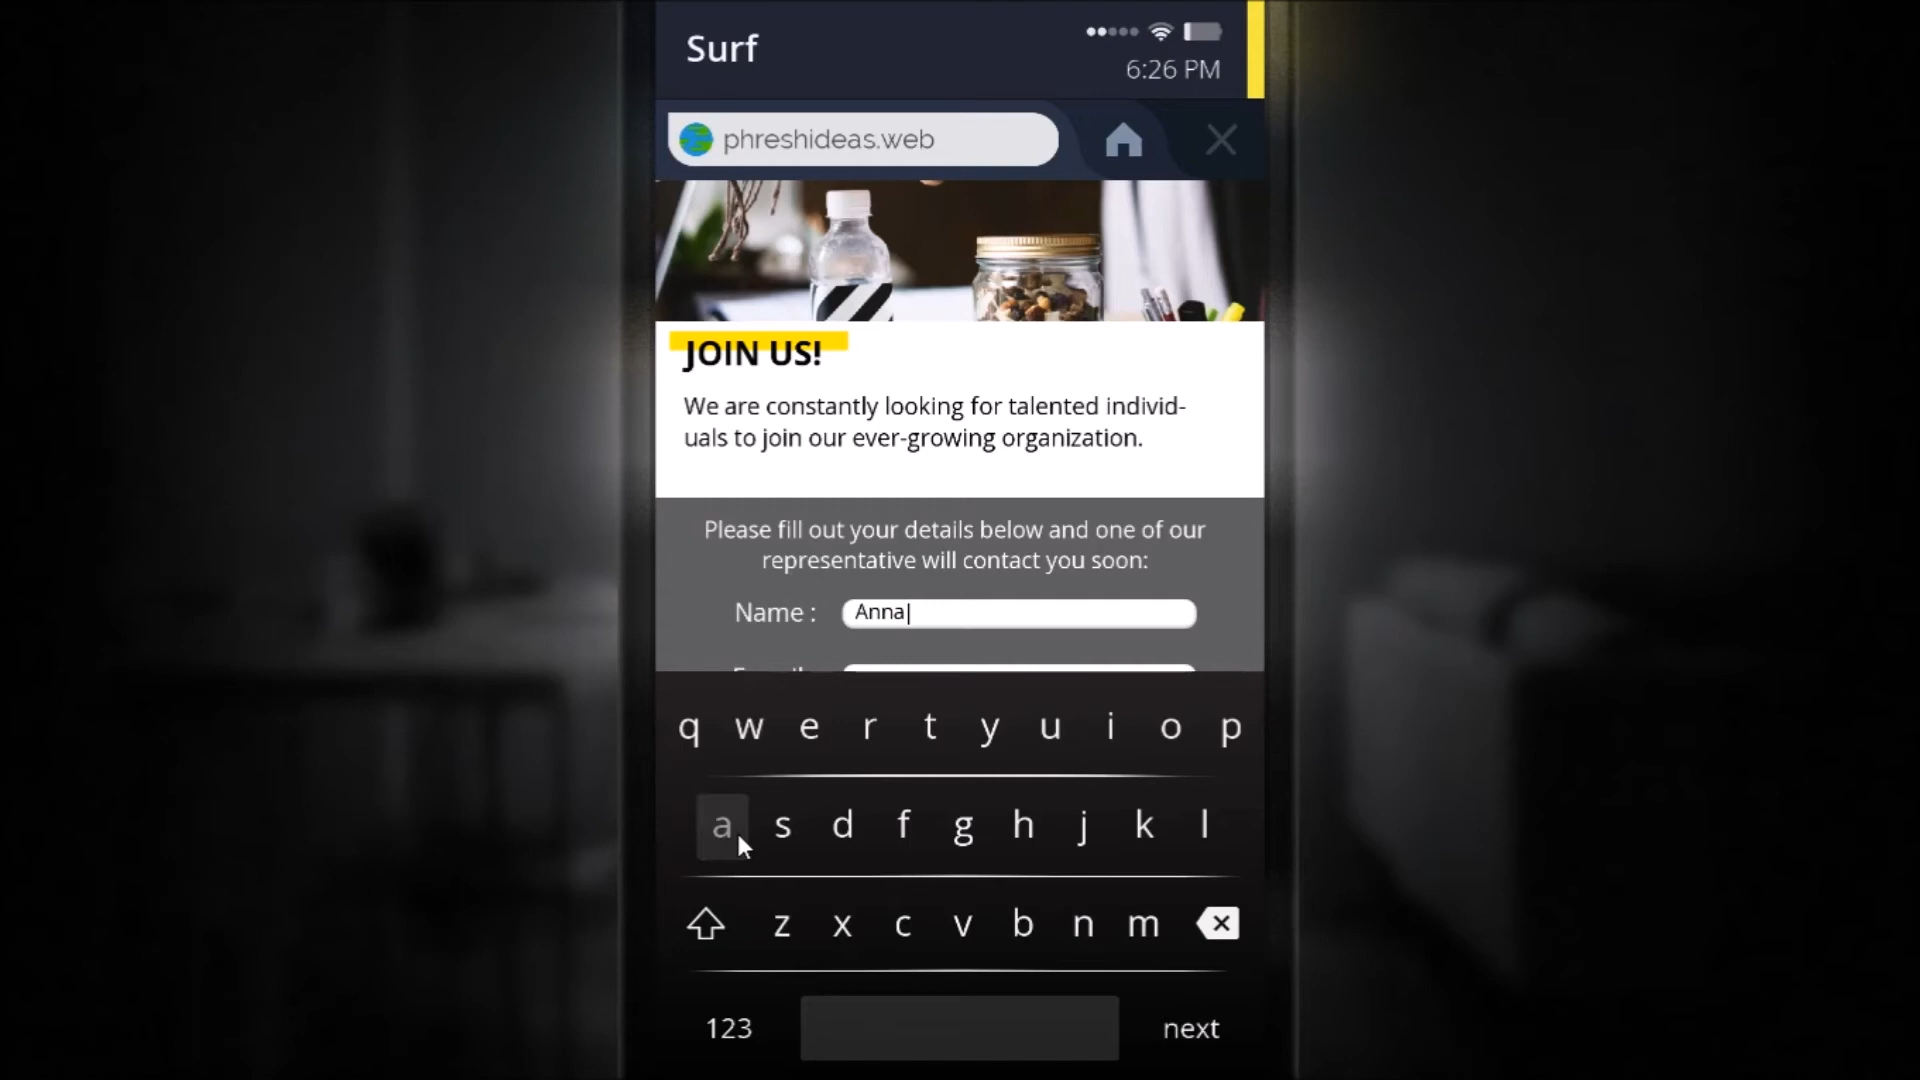 Surf
6:26 PM
phreshideas.web
JOIN US!
We are constantly looking for talented individ-
uals to join our ever-growing organization.
Please fill out your details below and one of our
representative will contact you soon:
Name : Anna
q w e r t y u i o p
a s d f g h j k l
z x c v b n m
123 next